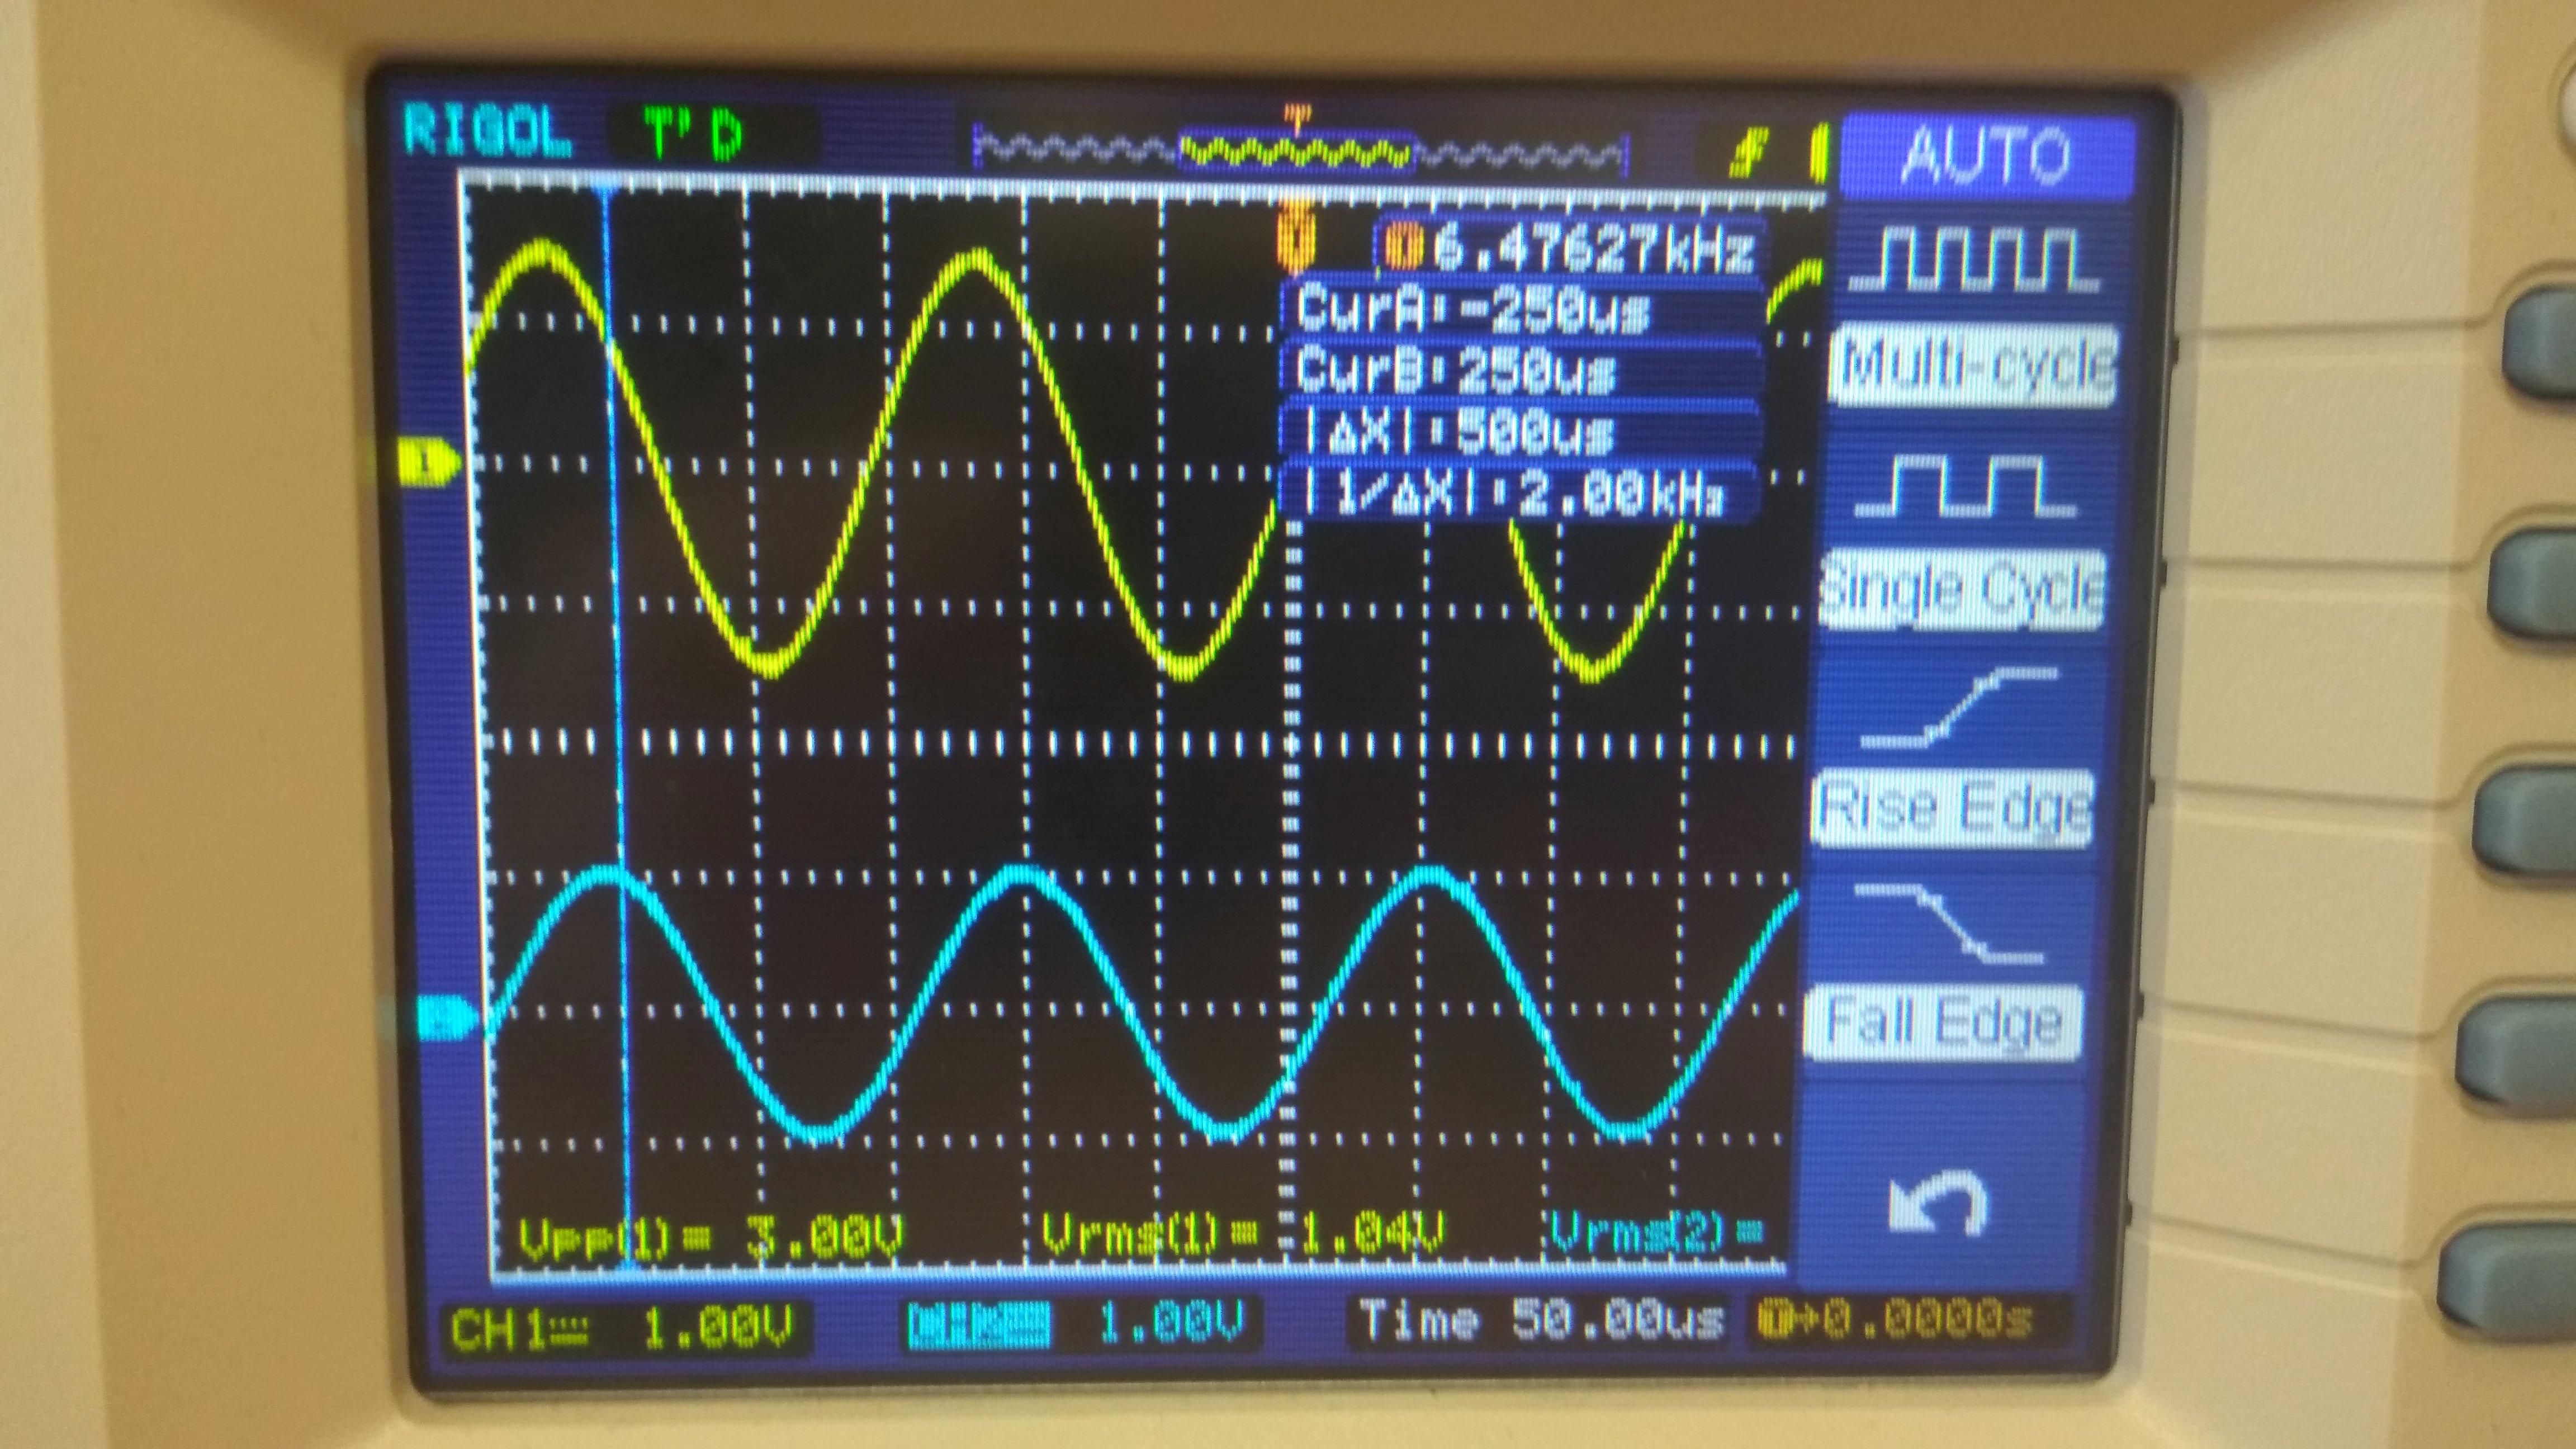 RIGOL T'D
AUTO
T
6.47627kHz
CurA:-250us
CurB:250us
|ΔX|:500us
|1/ΔX|:2.00kHz
Multi-cycle
1
Single Cycle
Rise Edge
Fall Edge
Vpp(1)= 3.00V Vrms(1)= 1.04V Vrms(2)=
CH1 1.00V CH2 1.00V Time 50.00us 0.0000s